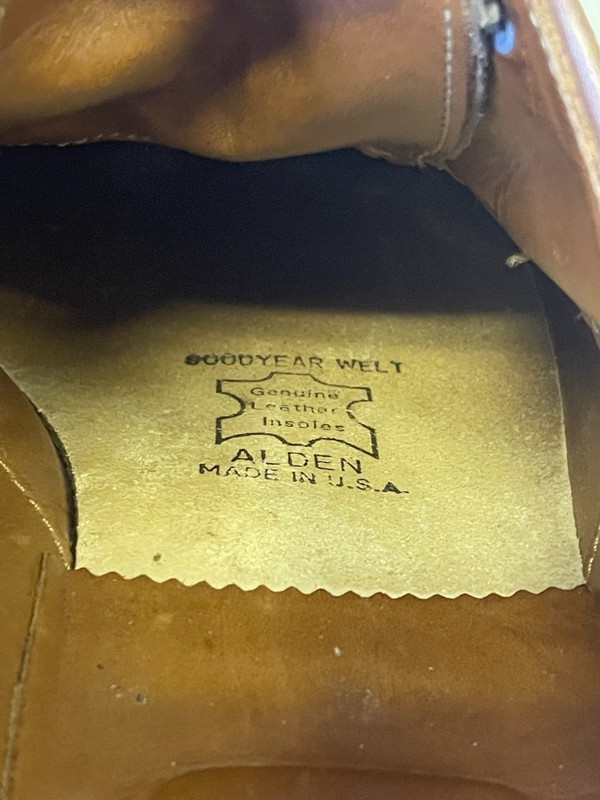 GOODYEAR WELT
Genuine
Leather
Insoles
ALDEN
MADE IN U.S.A.